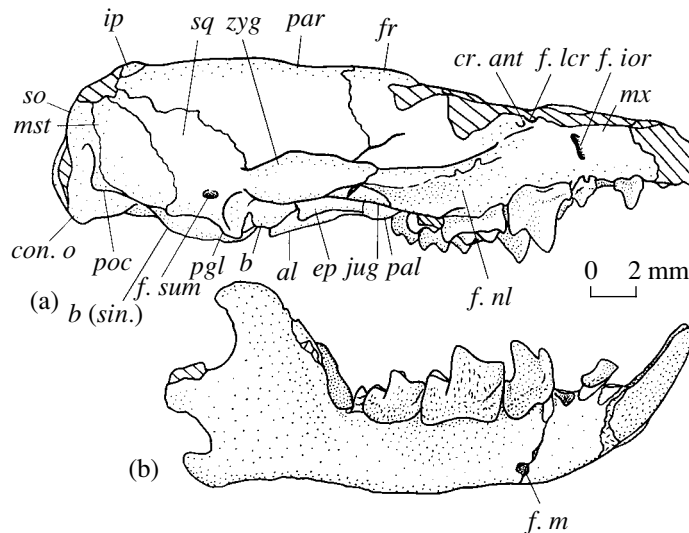 ip
sq zyg
par
fr
cr. ant f. lcr f. ior
mx
so
mst
con. o
poc
b (sin.)
f. sum
pgl
b
al
ep jug pal
f. nl
0 2 mm
(a)
(b)
f. m